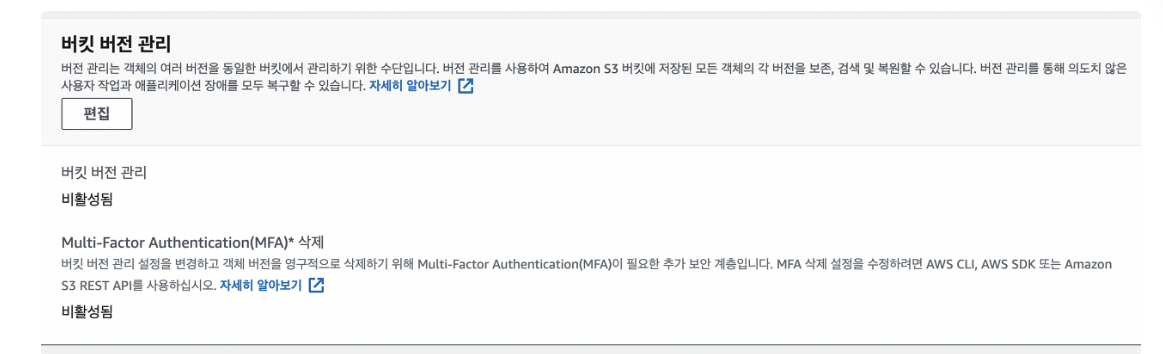 버킷 버전 관리
버전 관리는 객체의 여러 버전을 동일한 버킷에서 관리하기 위한 수단입니다. 버전 관리를 사용하여 Amazon S3 버킷에 저장된 모든 객체의 각 버전을 보존, 검색 및 복원할 수 있습니다. 버전 관리를 통해 의도치 않은
사용자 작업과 애플리케이션 장애를 모두 복구할 수 있습니다. 자세히 알아보기
편집
버킷 버전 관리
비활성됨
Multi-Factor Authentication(MFA)* 삭제
버킷 버전 관리 설정을 변경하고 객체 버전을 영구적으로 삭제하기 위해 Multi-Factor Authentication(MFA)이 필요한 추가 보안 계층입니다. MFA 삭제 설정을 수정하려면 AWS CLI, AWS SDK 또는 Amazon
S3 REST API를 사용하십시오. 자세히 알아보기
비활성됨